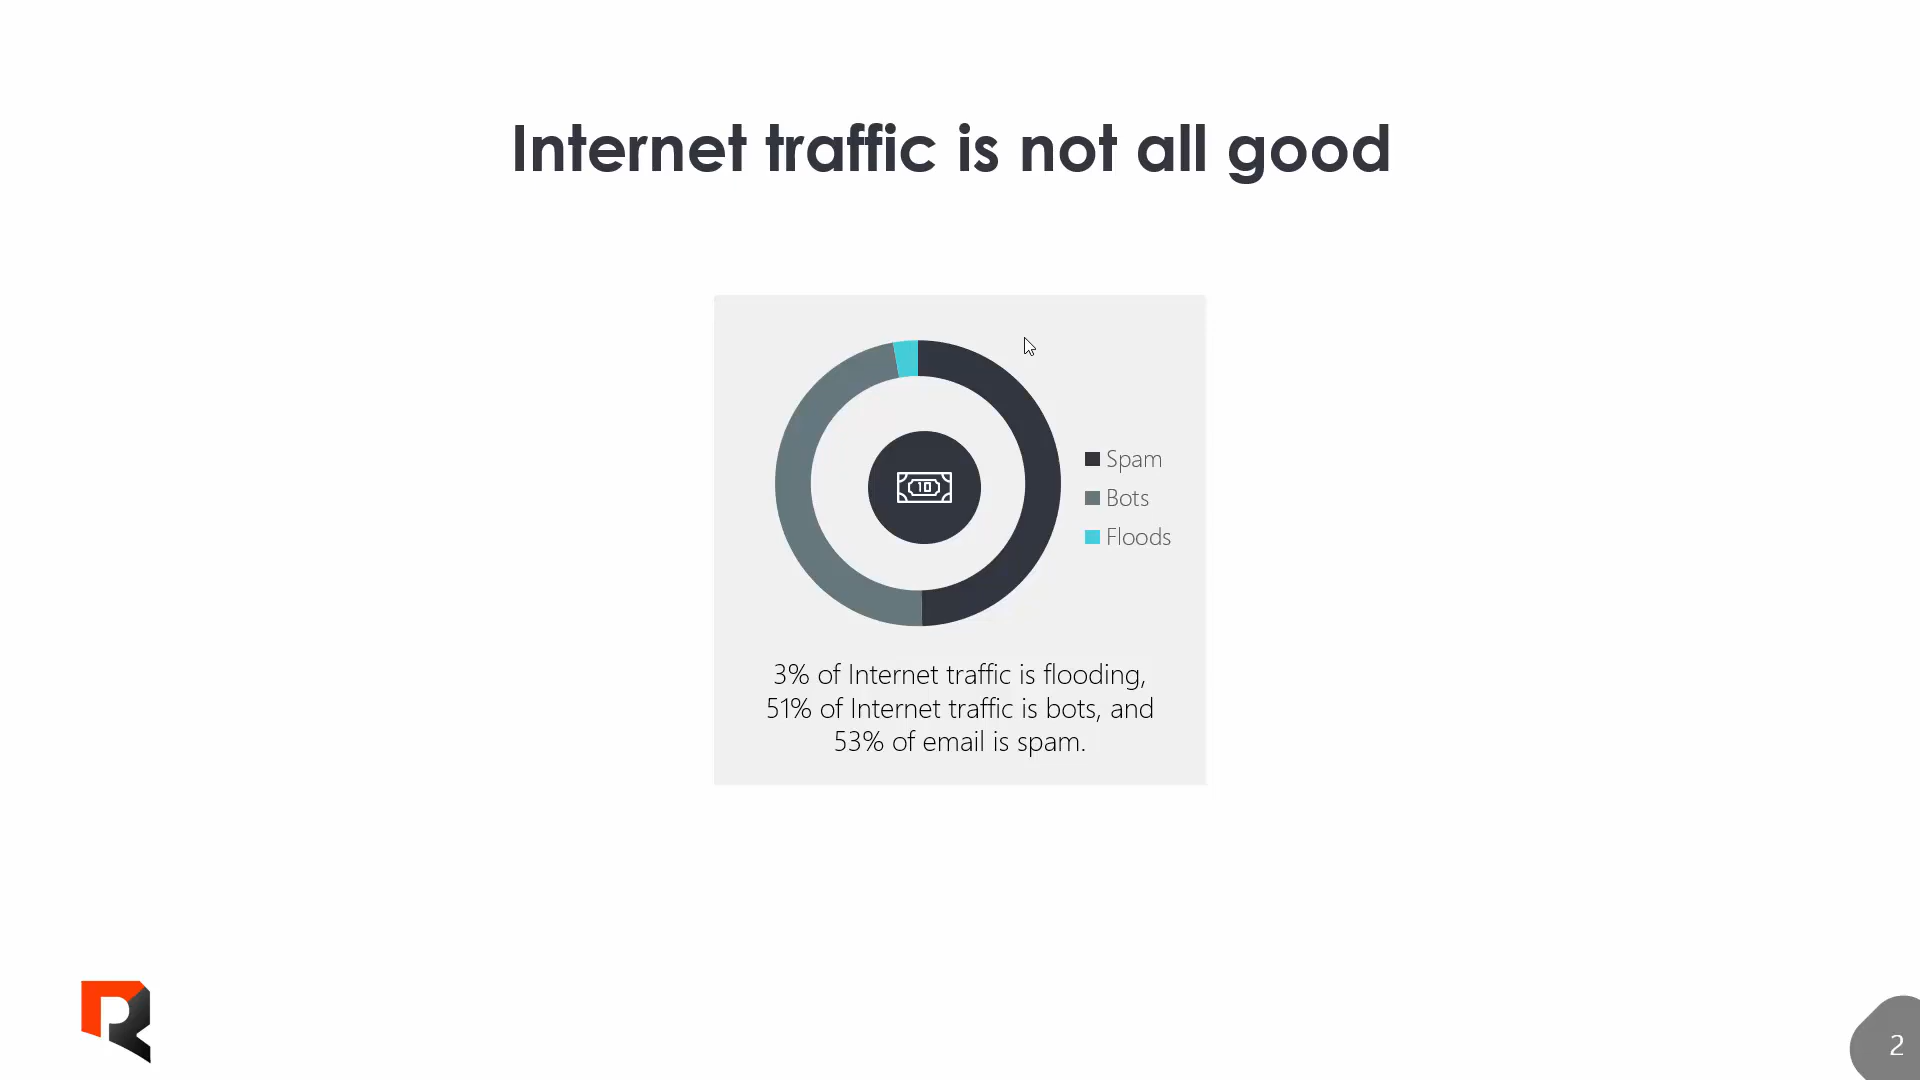 Internet traffic is not all good
10
Spam
Bots
Floods
3% of Internet traffic is flooding,
51% of Internet traffic is bots, and
53% of email is spam.
2